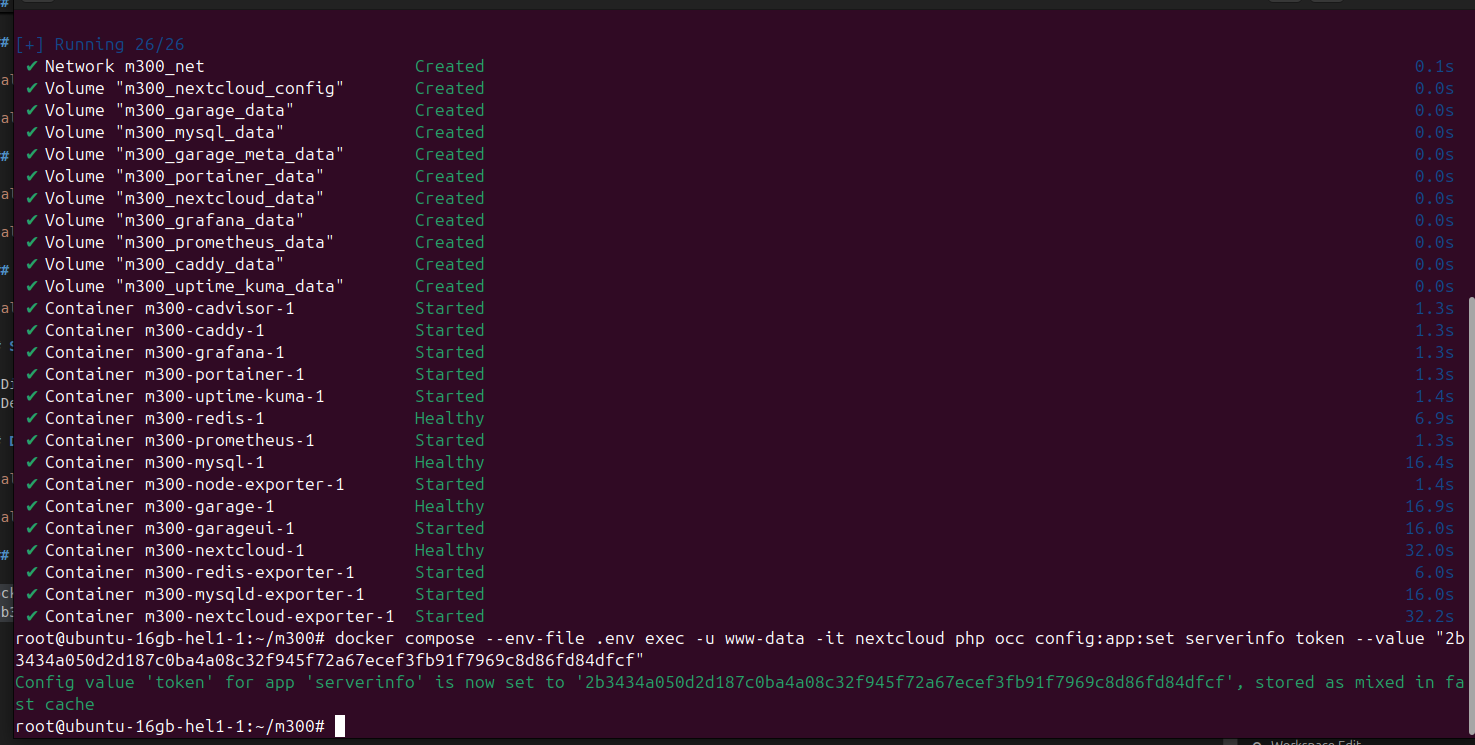 [+] Running 26/26
✔ Network m300_net Created 0.1s
✔ Volume "m300_nextcloud_config" Created 0.0s
✔ Volume "m300_garage_data" Created 0.0s
✔ Volume "m300_mysql_data" Created 0.0s
✔ Volume "m300_garage_meta_data" Created 0.0s
✔ Volume "m300_portainer_data" Created 0.0s
✔ Volume "m300_nextcloud_data" Created 0.0s
✔ Volume "m300_grafana_data" Created 0.0s
✔ Volume "m300_prometheus_data" Created 0.0s
✔ Volume "m300_caddy_data" Created 0.0s
✔ Volume "m300_uptime_kuma_data" Created 0.0s
✔ Container m300-cadvisor-1 Started 1.3s
✔ Container m300-caddy-1 Started 1.3s
✔ Container m300-grafana-1 Started 1.3s
✔ Container m300-portainer-1 Started 1.3s
✔ Container m300-uptime-kuma-1 Started 1.4s
✔ Container m300-redis-1 Healthy 6.9s
✔ Container m300-prometheus-1 Started 1.3s
✔ Container m300-mysql-1 Healthy 16.4s
✔ Container m300-node-exporter-1 Started 1.4s
✔ Container m300-garage-1 Healthy 16.9s
✔ Container m300-garageui-1 Started 16.0s
✔ Container m300-nextcloud-1 Healthy 32.0s
✔ Container m300-redis-exporter-1 Started 6.0s
✔ Container m300-mysqld-exporter-1 Started 16.0s
✔ Container m300-nextcloud-exporter-1 Started 32.2s
root@ubuntu-16gb-hel1-1:~/m300# docker compose --env-file .env exec -u www-data -it nextcloud php occ config:app:set serverinfo token --value "2b
3434a050d2d187c0ba4a08c32f945f72a67ecef3fb91f7969c8d86fd84dfcf"
Config value 'token' for app 'serverinfo' is now set to '2b3434a050d2d187c0ba4a08c32f945f72a67ecef3fb91f7969c8d86fd84dfcf', stored as mixed in fa
st cache
root@ubuntu-16gb-hel1-1:~/m300#